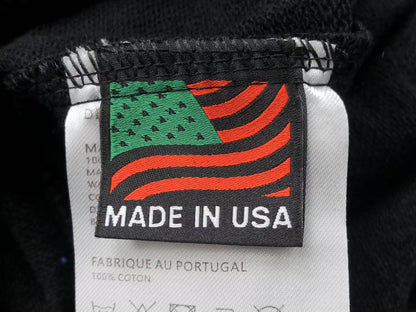 MADE IN USA
FABRIQUE AU PORTUGAL
100% COTON